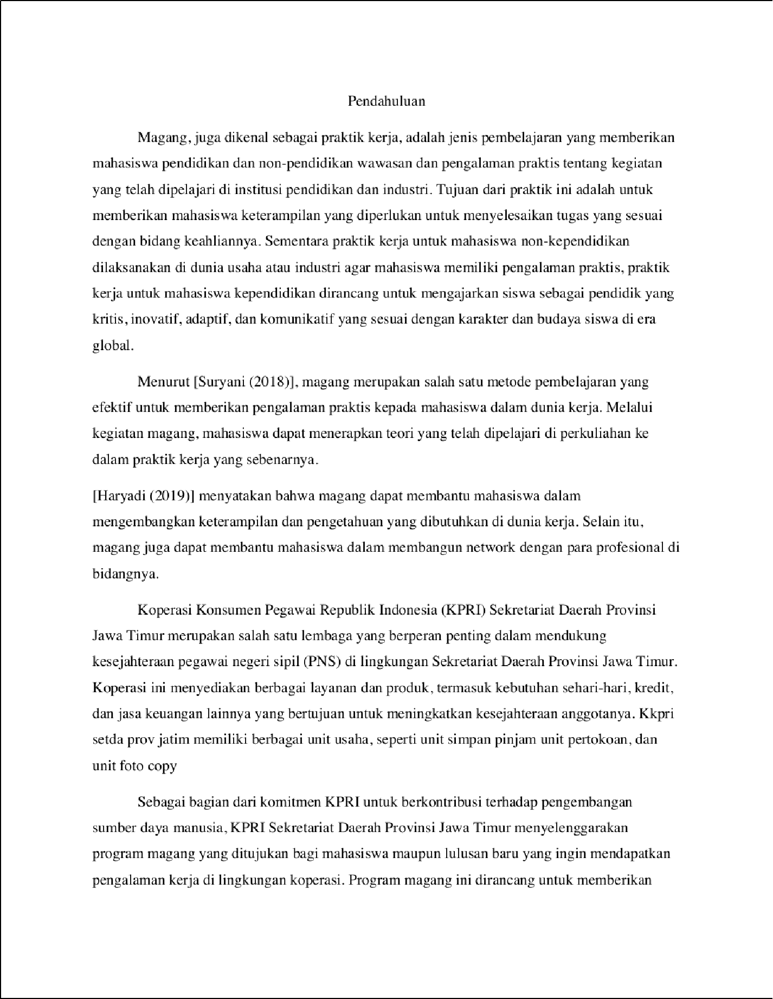 Pendahuluan
Magang, juga dikenal sebagai praktik kerja, adalah jenis pembelajaran yang memberikan
mahasiswa pendidikan dan non-pendidikan wawasan dan pengalaman praktis tentang kegiatan
yang telah dipelajari di institusi pendidikan dan industri. Tujuan dari praktik ini adalah untuk
memberikan mahasiswa keterampilan yang diperlukan untuk menyelesaikan tugas yang sesuai
dengan bidang keahliannya. Sementara praktik kerja untuk mahasiswa non-kependidikan
dilaksanakan di dunia usaha atau industri agar mahasiswa memiliki pengalaman praktis, praktik
kerja untuk mahasiswa kependidikan dirancang untuk mengajarkan siswa sebagai pendidik yang
kritis, inovatif, adaptif, dan komunikatif yang sesuai dengan karakter dan budaya siswa di era
global.
Menurut [Suryani (2018)], magang merupakan salah satu metode pembelajaran yang
efektif untuk memberikan pengalaman praktis kepada mahasiswa dalam dunia kerja. Melalui
kegiatan magang, mahasiswa dapat menerapkan teori yang telah dipelajari di perkuliahan ke
dalam praktik kerja yang sebenarnya.
[Haryadi (2019)] menyatakan bahwa magang dapat membantu mahasiswa dalam
mengembangkan keterampilan dan pengetahuan yang dibutuhkan di dunia kerja. Selain itu,
magang juga dapat membantu mahasiswa dalam membangun network dengan para profesional di
bidangnya.
Koperasi Konsumen Pegawai Republik Indonesia (KPRI) Sekretariat Daerah Provinsi
Jawa Timur merupakan salah satu lembaga yang berperan penting dalam mendukung
kesejahteraan pegawai negeri sipil (PNS) di lingkungan Sekretariat Daerah Provinsi Jawa Timur.
Koperasi ini menyediakan berbagai layanan dan produk, termasuk kebutuhan sehari-hari, kredit,
dan jasa keuangan lainnya yang bertujuan untuk meningkatkan kesejahteraan anggotanya. Kkpri
setda prov jatim memiliki berbagai unit usaha, seperti unit simpan pinjam unit pertokoan, dan
unit foto copy
Sebagai bagian dari komitmen KPRI untuk berkontribusi terhadap pengembangan
sumber daya manusia, KPRI Sekretariat Daerah Provinsi Jawa Timur menyelenggarakan
program magang yang ditujukan bagi mahasiswa maupun lulusan baru yang ingin mendapatkan
pengalaman kerja di lingkungan koperasi. Program magang ini dirancang untuk memberikan